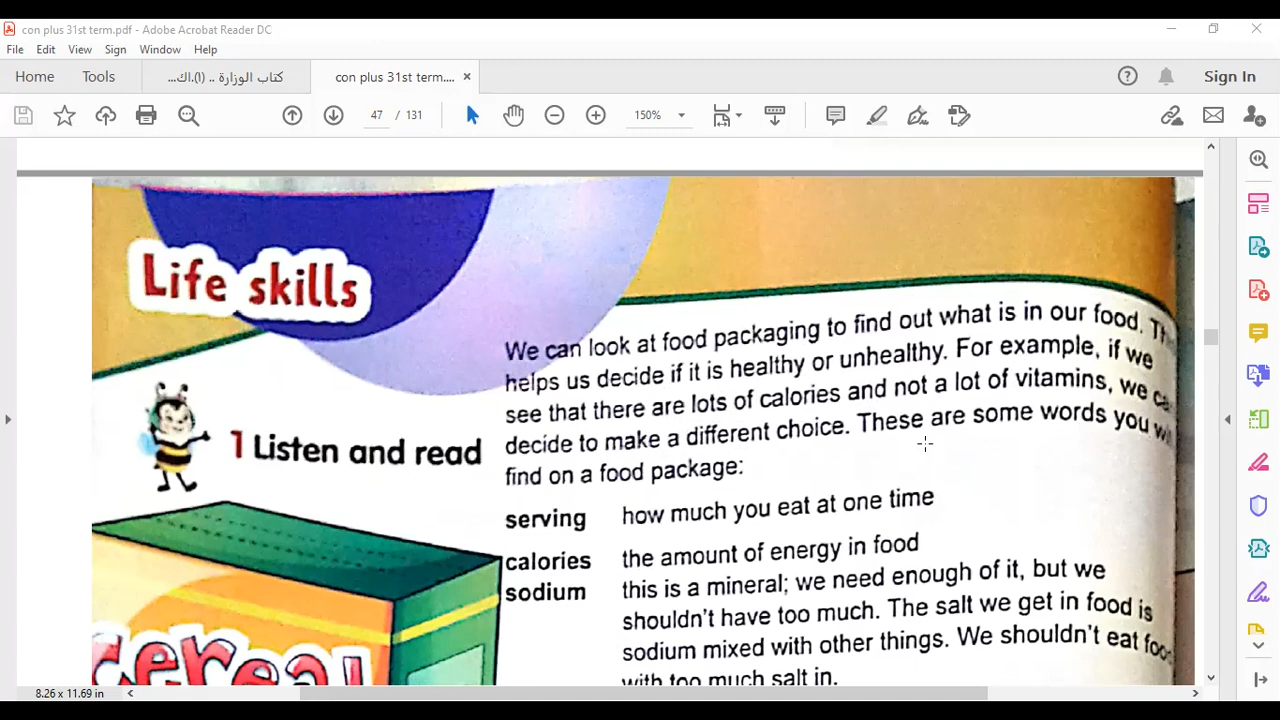 con plus 31st term.pdf - Adobe Acrobat Reader DC
File Edit View Sign Window Help
Home Tools كتاب الوزارة .. (١).اك... con plus 31st term.... × Sign In
47 / 131 150%
Life skills
1 Listen and read
We can look at food packaging to find out what is in our food.
helps us decide if it is healthy or unhealthy. For example, if we
see that there are lots of calories and not a lot of vitamins, we
decide to make a different choice. These are some words you
find on a food package:
serving how much you eat at one time
calories the amount of energy in food
sodium this is a mineral; we need enough of it, but we
shouldn't have too much. The salt we get in food is
sodium mixed with other things. We shouldn't eat
with too much salt in.
Cereal
8.26 x 11.69 in